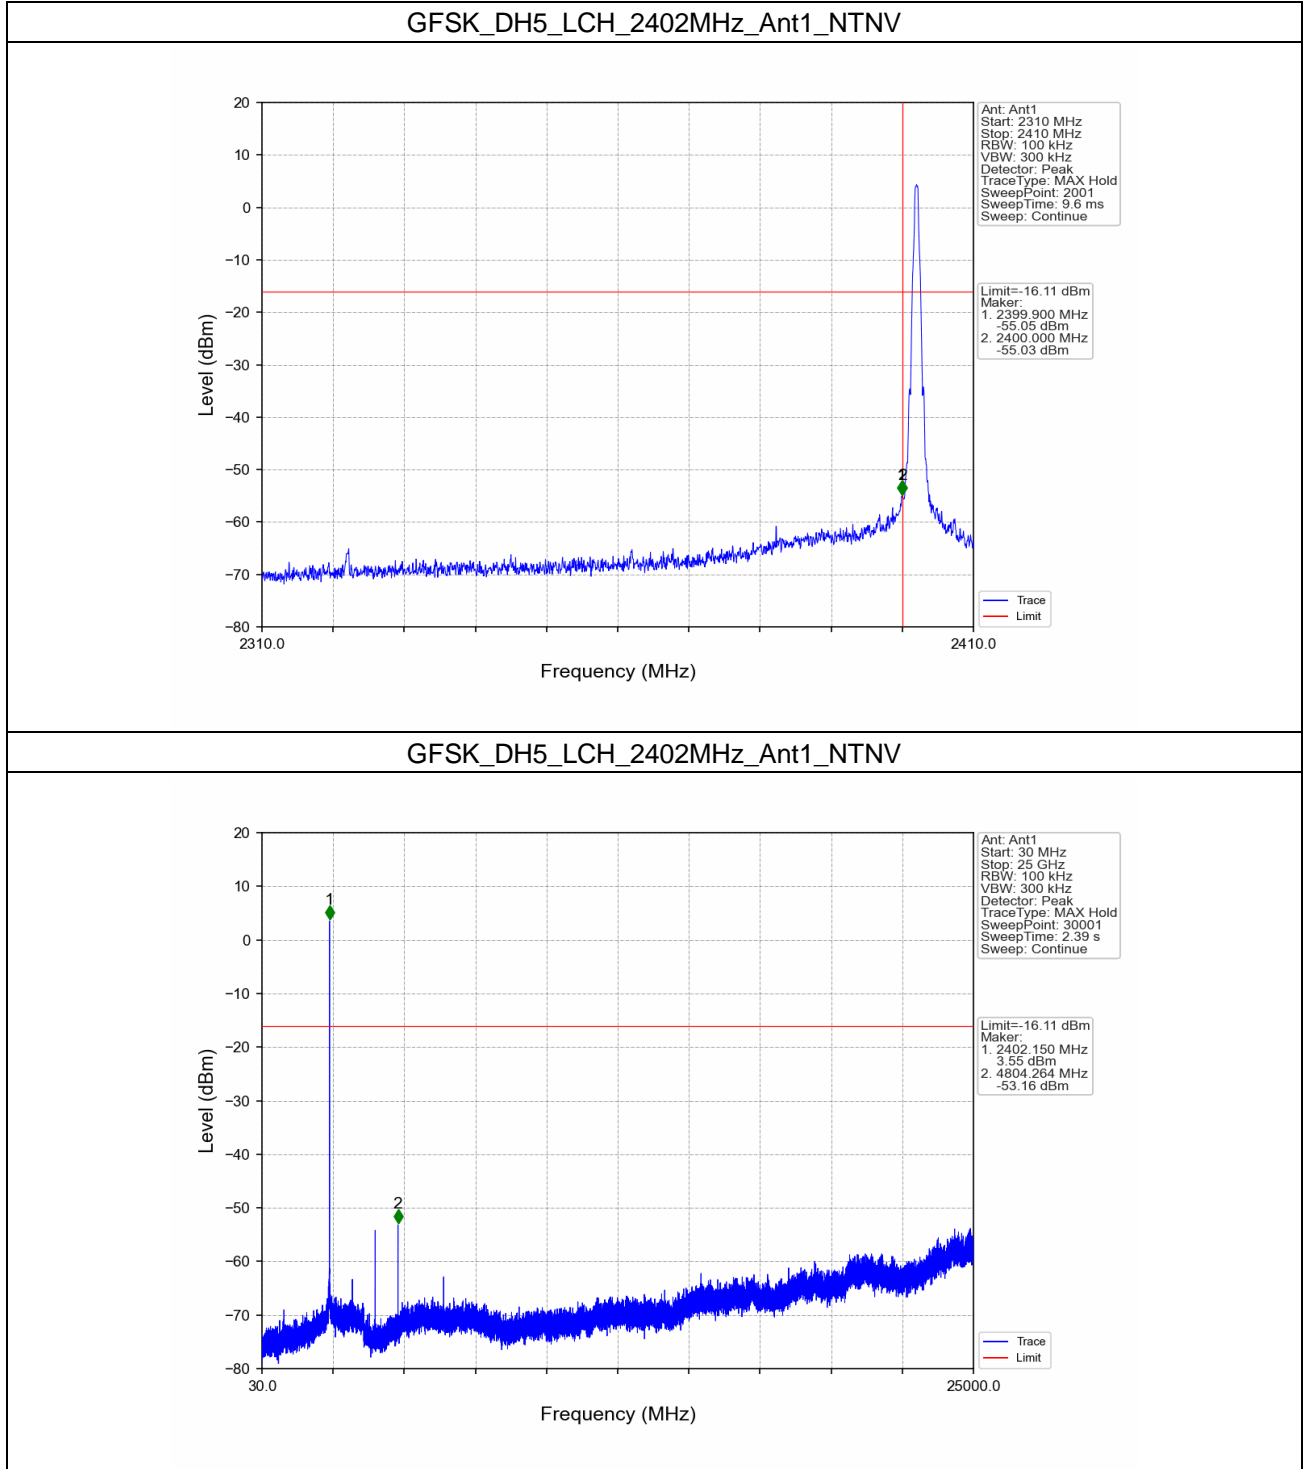 GFSK_DH5_LCH_2402MHz_Ant1_NTNV
20
10
0
−10
−20
−30
−40
−50
−60
−70
−80
Level (dBm)
2310.0
2410.0
Frequency (MHz)
1
2
Ant: Ant1
Start: 2310 MHz
Stop: 2410 MHz
RBW: 100 kHz
VBW: 300 kHz
Detector: Peak
TraceType: MAX Hold
SweepPoint: 2001
SweepTime: 9.6 ms
Sweep: Continue
Limit=-16.11 dBm
Maker:
1. 2399.900 MHz
-55.05 dBm
2. 2400.000 MHz
-55.03 dBm
Trace
Limit
GFSK_DH5_LCH_2402MHz_Ant1_NTNV
20
10
0
−10
−20
−30
−40
−50
−60
−70
−80
Level (dBm)
30.0
25000.0
Frequency (MHz)
1
2
Ant: Ant1
Start: 30 MHz
Stop: 25 GHz
RBW: 100 kHz
VBW: 300 kHz
Detector: Peak
TraceType: MAX Hold
SweepPoint: 30001
SweepTime: 2.39 s
Sweep: Continue
Limit=-16.11 dBm
Maker:
1. 2402.150 MHz
3.55 dBm
2. 4804.264 MHz
-53.16 dBm
Trace
Limit